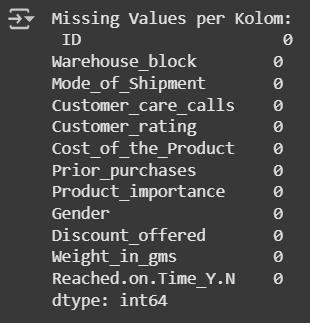 Missing Values per Kolom:
ID 0
Warehouse_block 0
Mode_of_Shipment 0
Customer_care_calls 0
Customer_rating 0
Cost_of_the_Product 0
Prior_purchases 0
Product_importance 0
Gender 0
Discount_offered 0
Weight_in_gms 0
Reached.on.Time_Y.N 0
dtype: int64